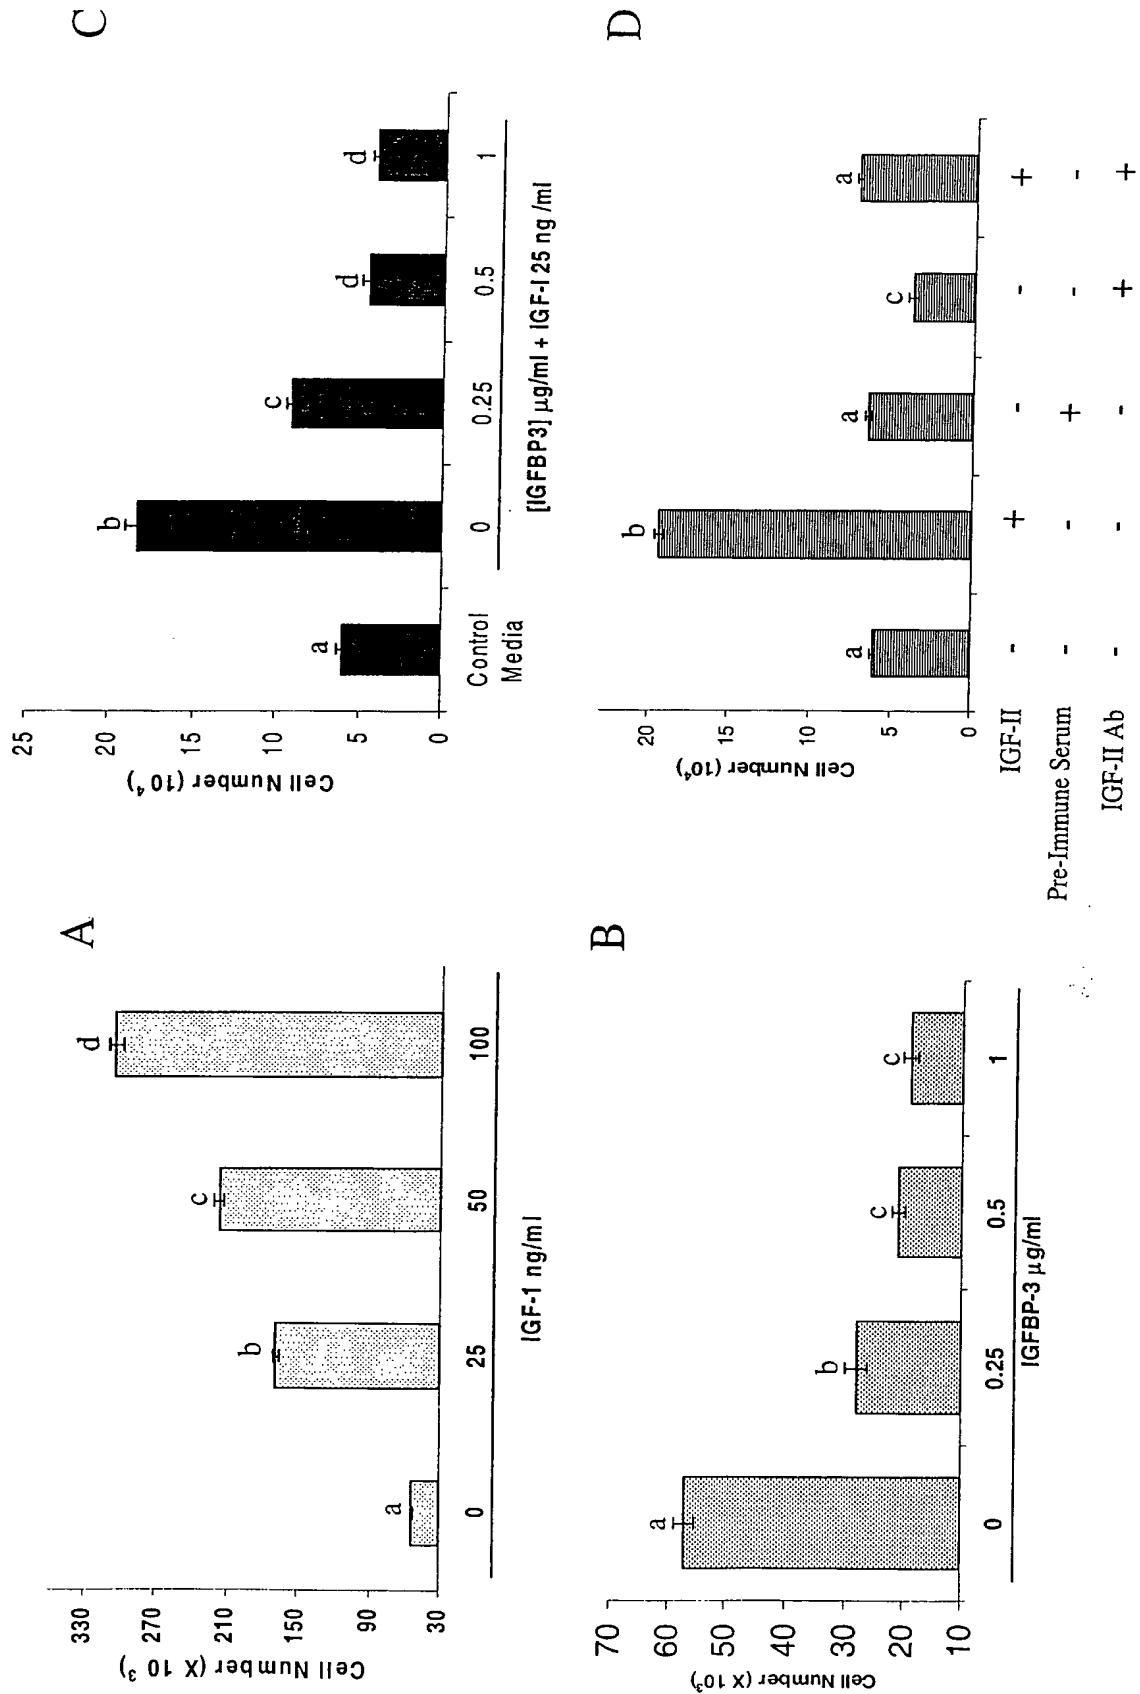 A
Cell Number (X 10 3)
330
270
210
150
90
30
a
b
c
d
0
25
50
100
IGF-1 ng/ml
B
Cell Number (X 10³)
70
60
50
40
30
20
10
a
b
c
c
0
0.25
0.5
1
IGFBP-3 µg/ml
C
Cell Number (10⁴)
25
20
15
10
5
0
a
b
c
d
d
Control
Media
0
0.25
0.5
1
[IGFBP3] µg/ml + IGF-I 25 ng /ml
D
Cell Number (10⁴)
20
15
10
5
0
a
b
a
c
a
IGF-II - + - - +
Pre-Immune Serum - - + - -
IGF-II Ab - - - + +